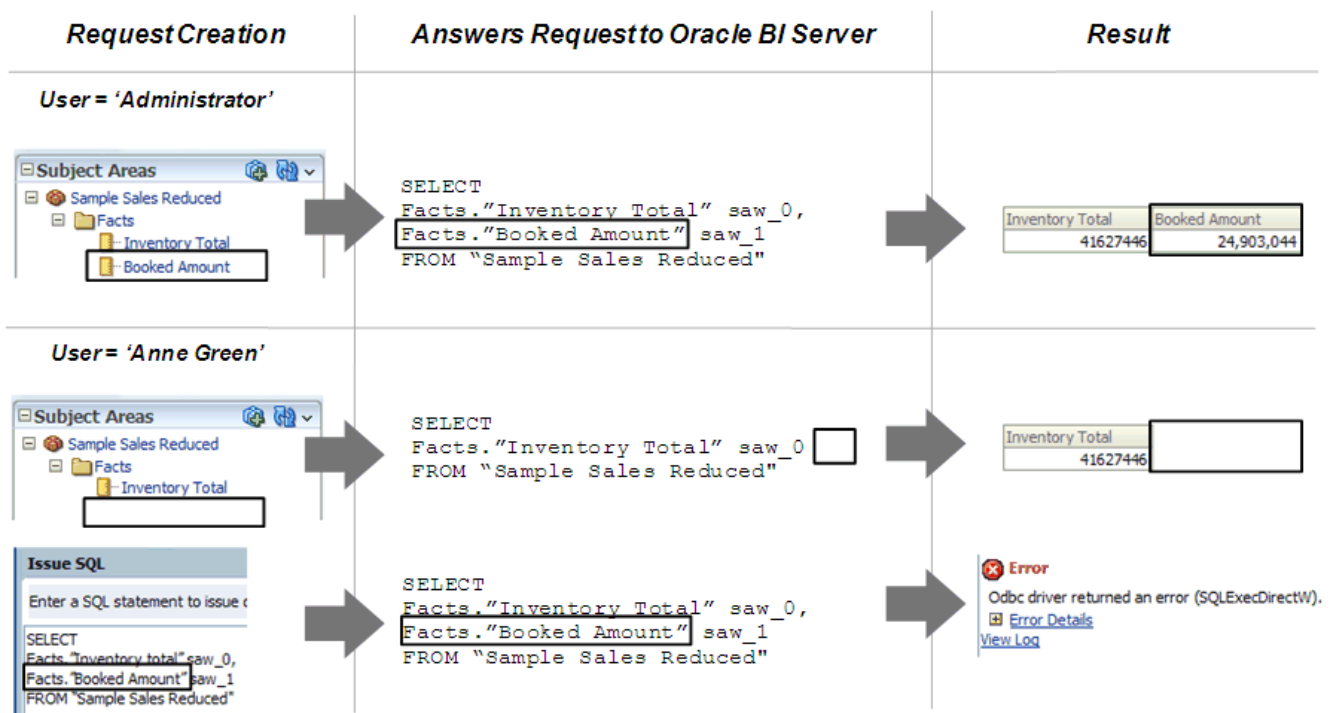 Request Creation
Answers Request to Oracle BI Server
Result
User = ‘Administrator’
Subject Areas
Sample Sales Reduced
Facts
Inventory Total
Booked Amount
SELECT
Facts.”Inventory Total” saw_0,
Facts.”Booked Amount” saw_1
FROM “Sample Sales Reduced"
Inventory Total Booked Amount
41627446 24,903,044
User = ‘Anne Green’
Subject Areas
Sample Sales Reduced
Facts
Inventory Total
SELECT
Facts.”Inventory Total” saw_0
FROM “Sample Sales Reduced"
Inventory Total
41627446
Issue SQL
Enter a SQL statement to issue
SELECT
Facts.”Inventory total” saw_0,
Facts.”Booked Amount” saw_1
FROM “Sample Sales Reduced”
SELECT
Facts.”Inventory Total” saw_0,
Facts.”Booked Amount” saw_1
FROM “Sample Sales Reduced"
Error
Odbc driver returned an error (SQLExecDirectW).
Error Details
View Log